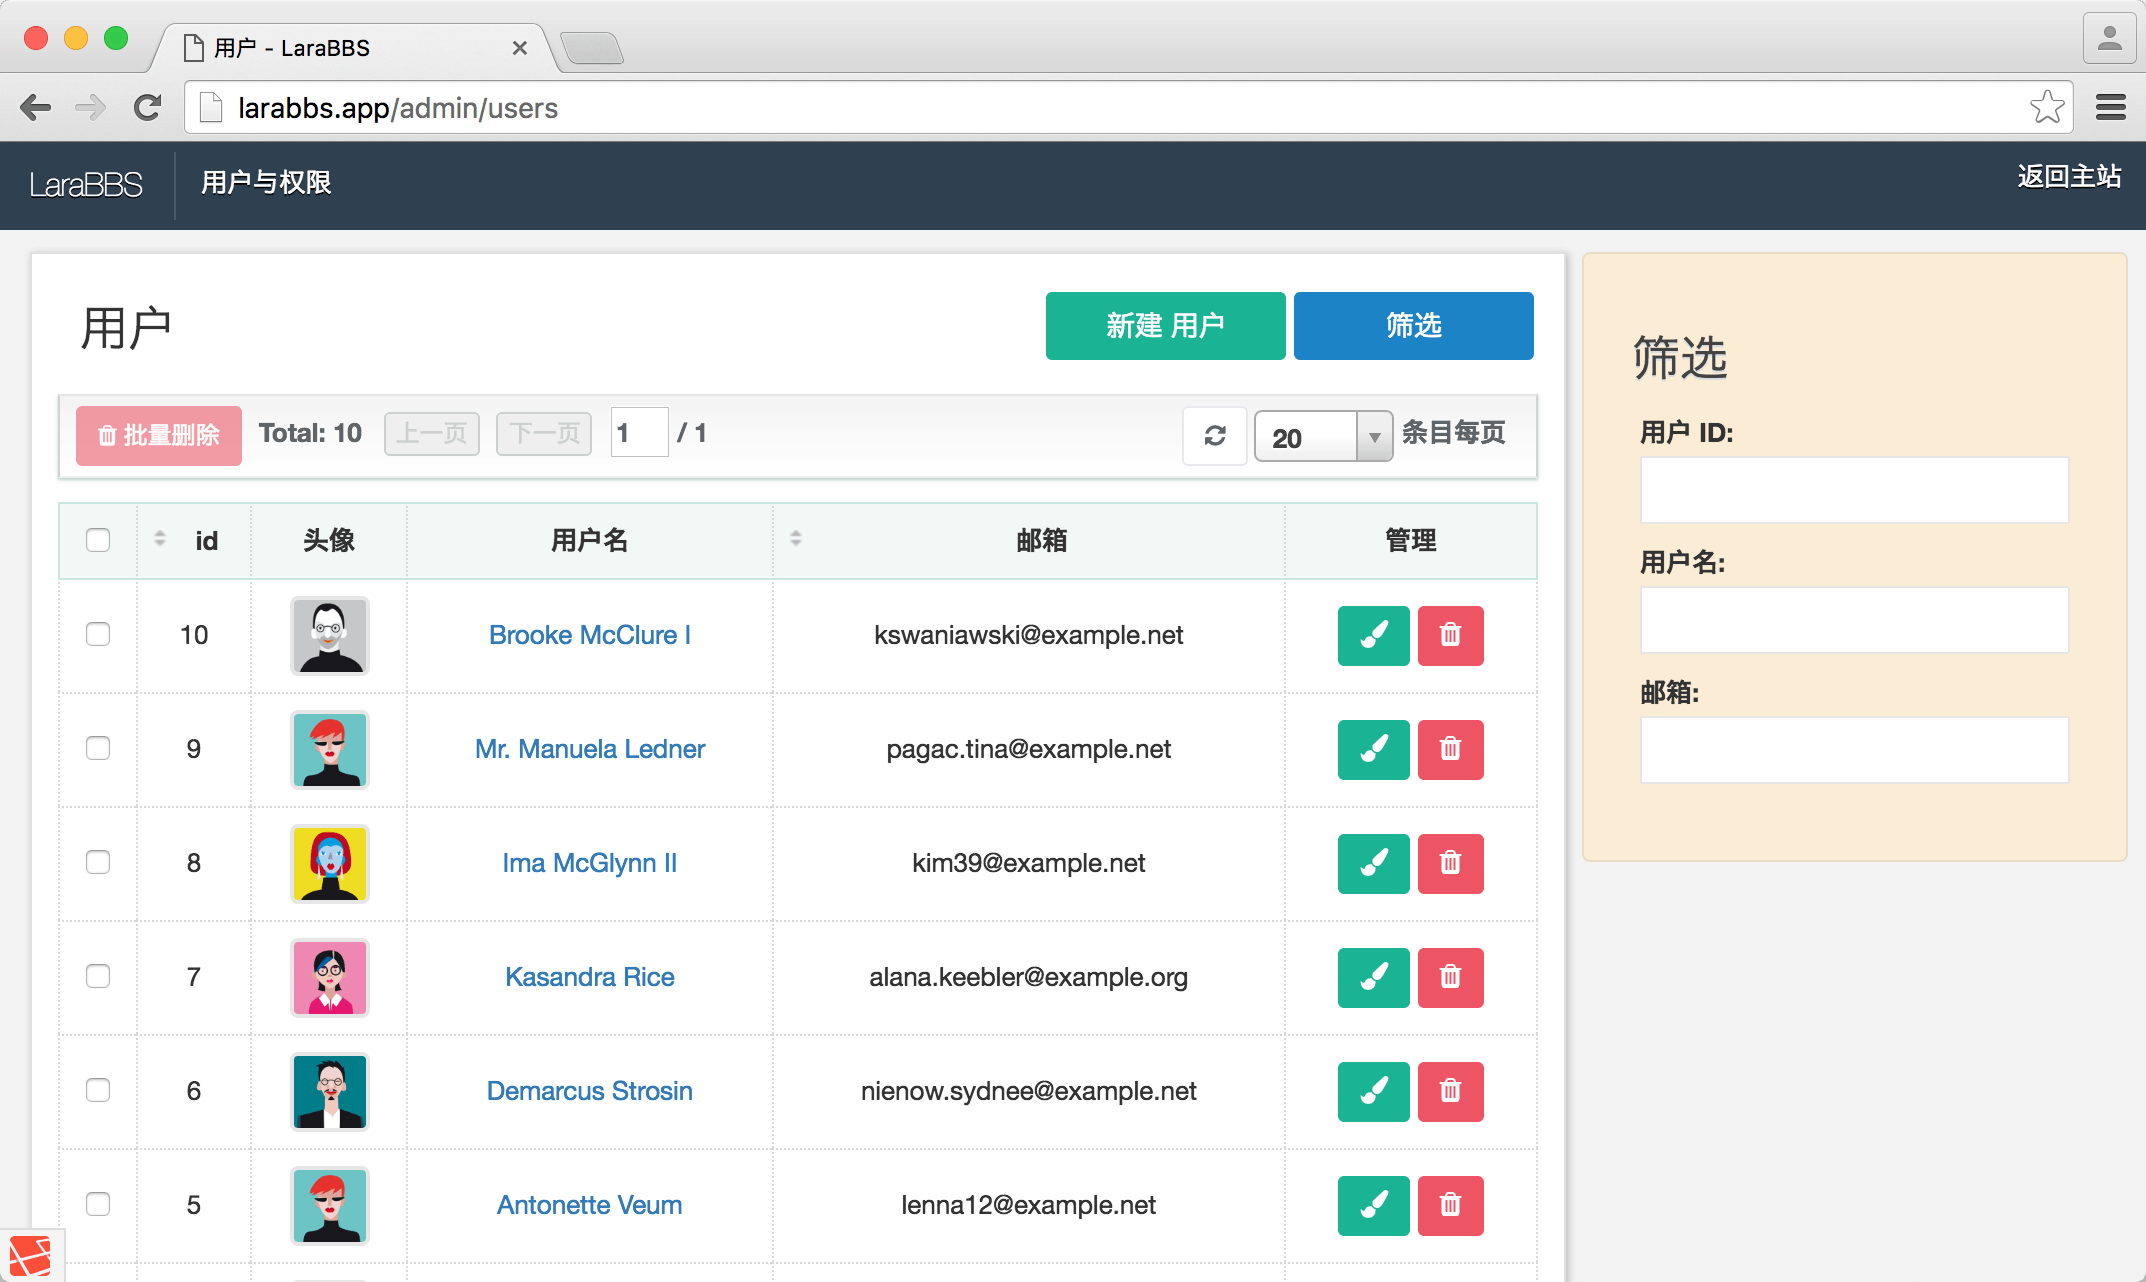 用户 - LaraBBS
larabbs.app/admin/users
LaraBBS 用户与权限 返回主站
用户 新建 用户 筛选
批量删除 Total: 10 上一页 下一页 1 / 1 20 条目每页
id 头像 用户名 邮箱 管理
10 Brooke McClure I kswaniawski@example.net
9 Mr. Manuela Ledner pagac.tina@example.net
8 Ima McGlynn II kim39@example.net
7 Kasandra Rice alana.keebler@example.org
6 Demarcus Strosin nienow.sydnee@example.net
5 Antonette Veum lenna12@example.net
筛选
用户 ID:
用户名:
邮箱: